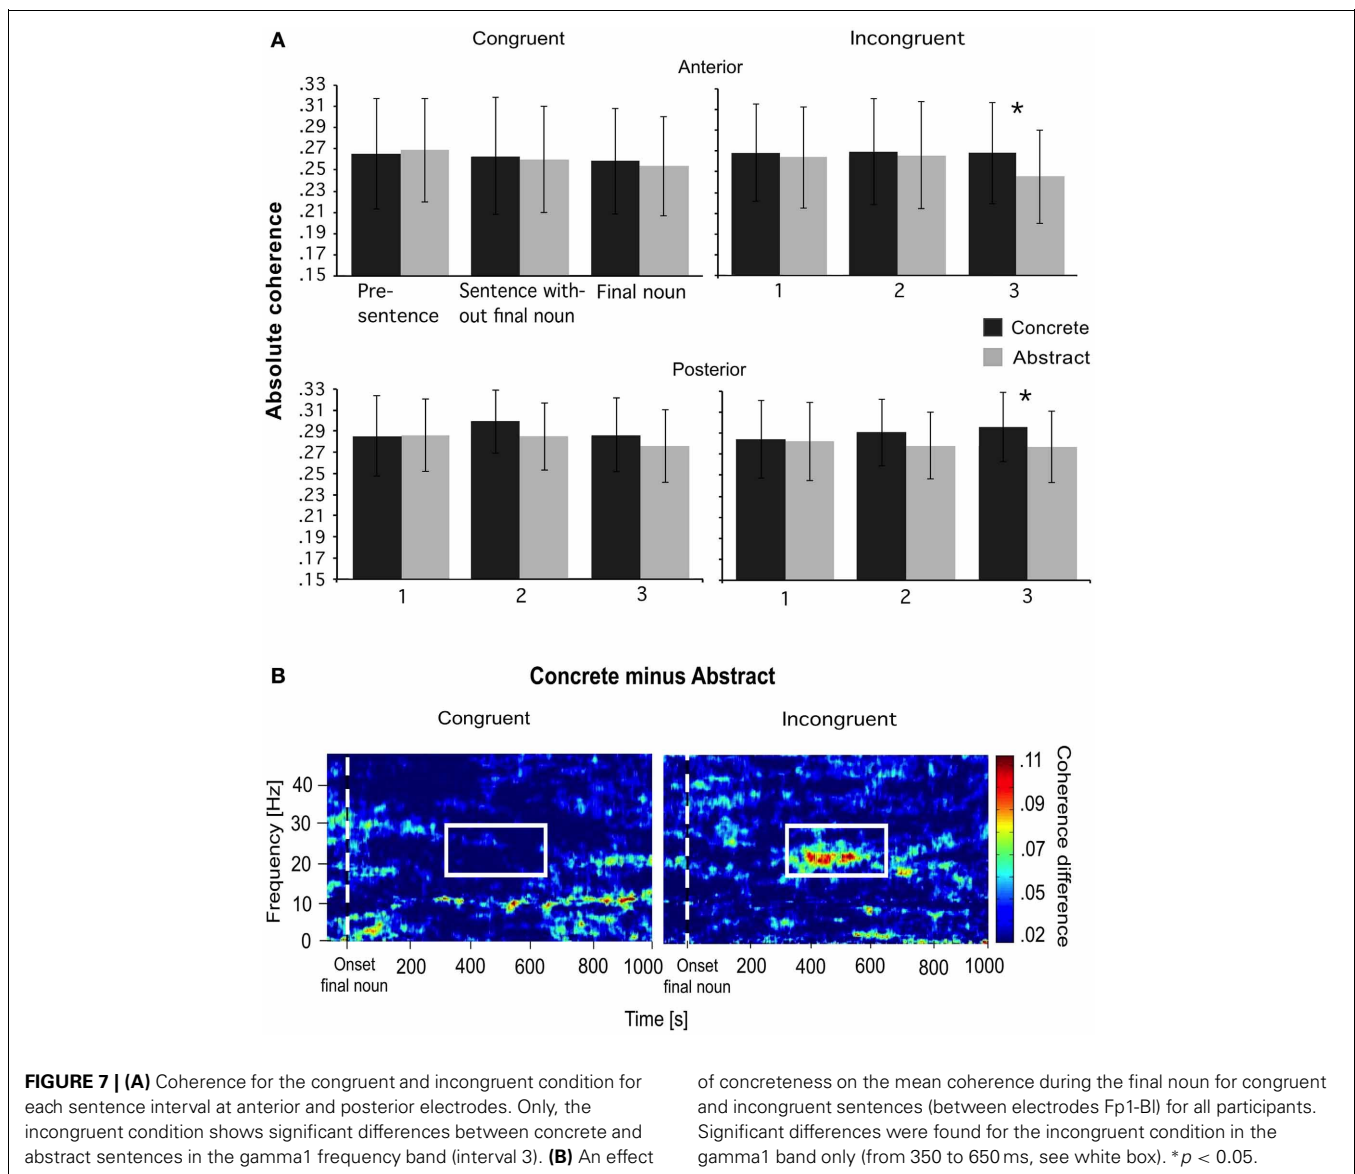 A
Congruent
Incongruent
Anterior
Absolute coherence
.33
.31
.29
.27
.25
.23
.21
.19
.17
.15
*
Pre-
sentence
Sentence with-
out final noun
Final noun
1
2
3
Concrete
Abstract
Posterior
.33
.31
.29
.27
.25
.23
.21
.19
.17
.15
*
1
2
3
1
2
3
B
Concrete minus Abstract
Congruent
Incongruent
Frequency [Hz]
40
30
20
10
0
Onset
final noun
200
400
600
800
1000
Onset
final noun
200
400
600
800
1000
.11
.09
.07
.05
.02
Coherence difference
Time [s]
FIGURE 7 | (A) Coherence for the congruent and incongruent condition for
each sentence interval at anterior and posterior electrodes. Only, the
incongruent condition shows significant differences between concrete and
abstract sentences in the gamma1 frequency band (interval 3). (B) An effect
of concreteness on the mean coherence during the final noun for congruent
and incongruent sentences (between electrodes Fp1-Bl) for all participants.
Significant differences were found for the incongruent condition in the
gamma1 band only (from 350 to 650 ms, see white box). *p < 0.05.